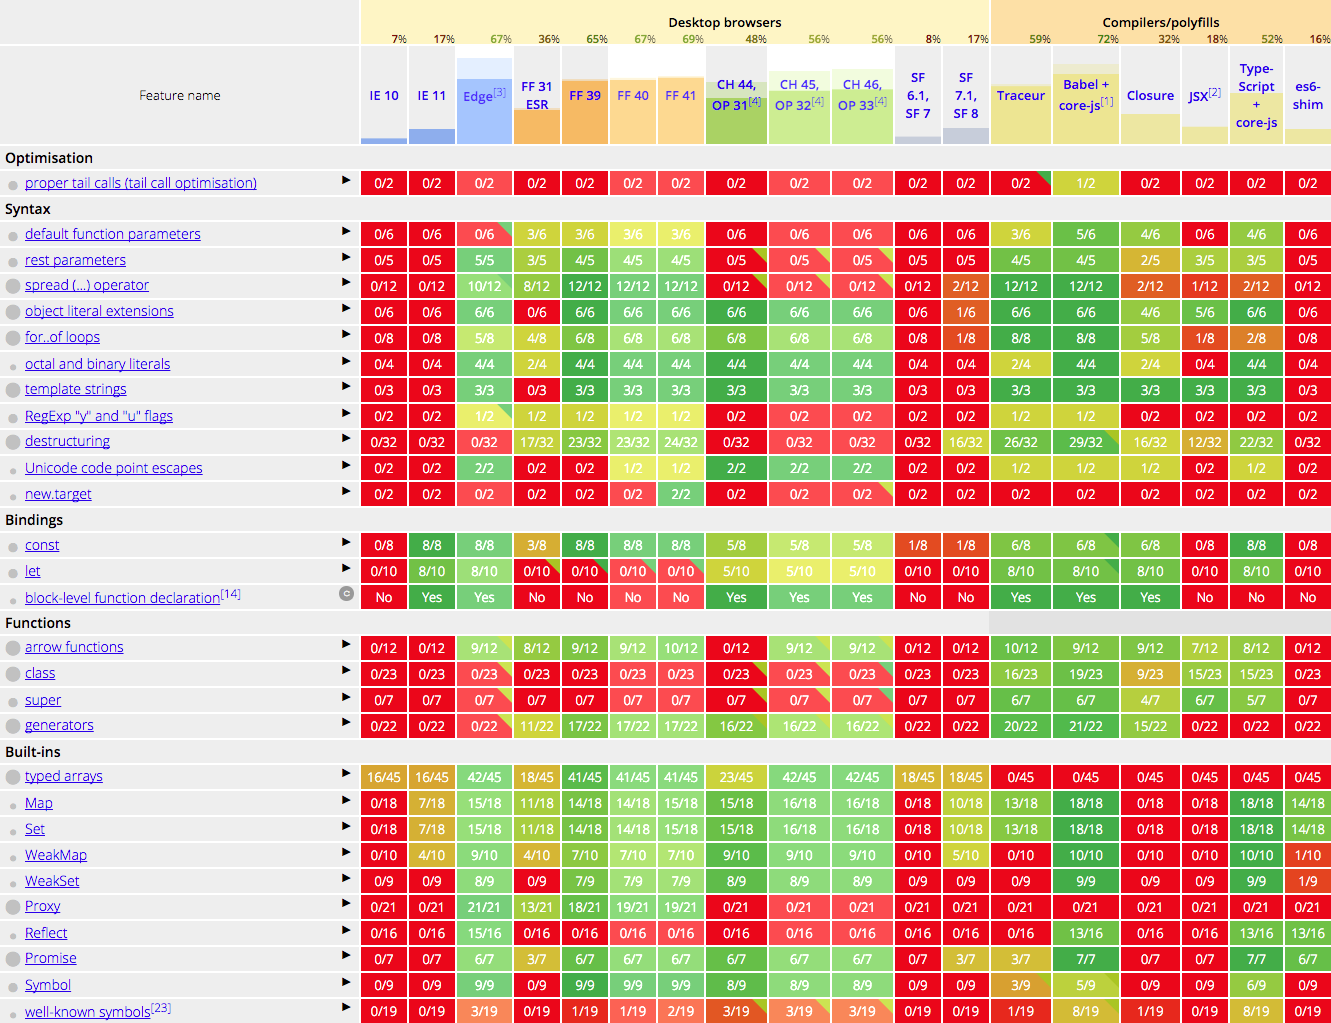 Desktop browsers Compilers/polyfills
7% 17% 67% 36% 65% 67% 69% 48% 56% 56% 8% 17% 59% 72% 32% 18% 52% 16%
Feature name IE 10 IE 11 Edge[3] FF 31 ESR FF 39 FF 40 FF 41 CH 44, OP 31[4] CH 45, OP 32[4] CH 46, OP 33[4] SF 6.1, SF 7 SF 7.1, SF 8 Traceur Babel + core-js[1] Closure JSX[2] Type-Script + core-js es6-shim
Optimisation
proper tail calls (tail call optimisation) 0/2 0/2 0/2 0/2 0/2 0/2 0/2 0/2 0/2 0/2 0/2 0/2 0/2 1/2 0/2 0/2 0/2 0/2
Syntax
default function parameters 0/6 0/6 0/6 3/6 3/6 3/6 3/6 0/6 0/6 0/6 0/6 0/6 3/6 5/6 4/6 0/6 4/6 0/6
rest parameters 0/5 0/5 5/5 3/5 4/5 4/5 4/5 0/5 0/5 0/5 0/5 0/5 4/5 4/5 2/5 3/5 3/5 0/5
spread (...) operator 0/12 0/12 10/12 8/12 12/12 12/12 12/12 0/12 0/12 0/12 0/12 2/12 12/12 12/12 2/12 1/12 2/12 0/12
object literal extensions 0/6 0/6 6/6 0/6 6/6 6/6 6/6 6/6 6/6 6/6 0/6 1/6 6/6 6/6 4/6 5/6 6/6 0/6
for..of loops 0/8 0/8 5/8 4/8 6/8 6/8 6/8 6/8 6/8 6/8 0/8 1/8 8/8 8/8 5/8 1/8 2/8 0/8
octal and binary literals 0/4 0/4 4/4 2/4 4/4 4/4 4/4 4/4 4/4 4/4 0/4 0/4 2/4 4/4 2/4 0/4 4/4 0/4
template strings 0/3 0/3 3/3 0/3 3/3 3/3 3/3 3/3 3/3 3/3 0/3 0/3 3/3 3/3 3/3 3/3 3/3 0/3
RegExp "y" and "u" flags 0/2 0/2 1/2 1/2 1/2 1/2 1/2 0/2 0/2 0/2 0/2 0/2 1/2 1/2 0/2 0/2 0/2 0/2
destructuring 0/32 0/32 0/32 17/32 23/32 23/32 24/32 0/32 0/32 0/32 0/32 16/32 26/32 29/32 16/32 12/32 22/32 0/32
Unicode code point escapes 0/2 0/2 2/2 0/2 0/2 1/2 1/2 2/2 2/2 2/2 0/2 0/2 1/2 1/2 1/2 0/2 1/2 0/2
new.target 0/2 0/2 0/2 0/2 0/2 0/2 2/2 0/2 0/2 0/2 0/2 0/2 0/2 0/2 0/2 0/2 0/2 0/2
Bindings
const 0/8 8/8 8/8 3/8 8/8 8/8 8/8 5/8 5/8 5/8 1/8 1/8 6/8 6/8 6/8 0/8 8/8 0/8
let 0/10 8/10 8/10 0/10 0/10 0/10 0/10 5/10 5/10 5/10 0/10 0/10 8/10 8/10 8/10 0/10 8/10 0/10
block-level function declaration[14] C No Yes Yes No No No No Yes Yes Yes No No Yes Yes Yes No No No
Functions
arrow functions 0/12 0/12 9/12 8/12 9/12 9/12 10/12 0/12 9/12 9/12 0/12 0/12 10/12 9/12 9/12 7/12 8/12 0/12
class 0/23 0/23 0/23 0/23 0/23 0/23 0/23 0/23 0/23 0/23 0/23 0/23 16/23 19/23 9/23 15/23 15/23 0/23
super 0/7 0/7 0/7 0/7 0/7 0/7 0/7 0/7 0/7 0/7 0/7 0/7 6/7 6/7 4/7 6/7 5/7 0/7
generators 0/22 0/22 0/22 11/22 17/22 17/22 17/22 16/22 16/22 16/22 0/22 0/22 20/22 21/22 15/22 0/22 0/22 0/22
Built-ins
typed arrays 16/45 16/45 42/45 18/45 41/45 41/45 41/45 23/45 42/45 42/45 18/45 18/45 0/45 0/45 0/45 0/45 0/45 0/45
Map 0/18 7/18 15/18 11/18 14/18 14/18 15/18 15/18 16/18 16/18 0/18 10/18 13/18 18/18 0/18 0/18 18/18 14/18
Set 0/18 7/18 15/18 11/18 14/18 14/18 15/18 15/18 16/18 16/18 0/18 10/18 13/18 18/18 0/18 0/18 18/18 14/18
WeakMap 0/10 4/10 9/10 4/10 7/10 7/10 7/10 9/10 9/10 9/10 0/10 5/10 0/10 10/10 0/10 0/10 10/10 1/10
WeakSet 0/9 0/9 8/9 0/9 7/9 7/9 7/9 8/9 8/9 8/9 0/9 0/9 0/9 9/9 0/9 0/9 9/9 1/9
Proxy 0/21 0/21 21/21 13/21 18/21 19/21 19/21 0/21 0/21 0/21 0/21 0/21 0/21 0/21 0/21 0/21 0/21 0/21
Reflect 0/16 0/16 15/16 0/16 0/16 0/16 0/16 0/16 0/16 0/16 0/16 0/16 0/16 13/16 0/16 0/16 13/16 13/16
Promise 0/7 0/7 6/7 3/7 6/7 6/7 6/7 6/7 6/7 6/7 0/7 3/7 3/7 7/7 0/7 0/7 7/7 6/7
Symbol 0/9 0/9 9/9 0/9 9/9 9/9 9/9 8/9 8/9 8/9 0/9 0/9 3/9 5/9 0/9 0/9 6/9 0/9
well-known symbols[23] 0/19 0/19 3/19 0/19 1/19 1/19 2/19 3/19 3/19 3/19 0/19 0/19 1/19 8/19 1/19 0/19 8/19 0/19